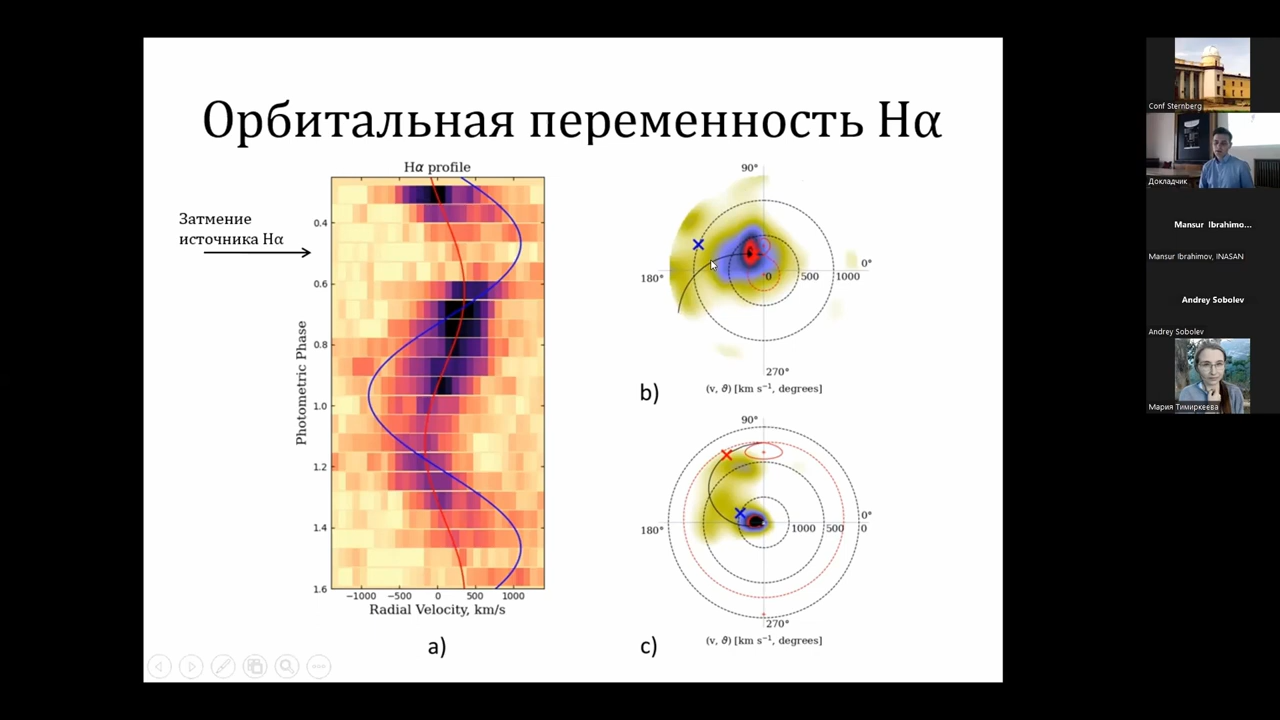 Орбитальная переменность Hα
Hα profile
Затмение
источника Hα
0.4
0.6
0.8
1.0
1.2
1.4
1.6
Photometric Phase
−1000 −500 0 500 1000
Radial Velocity, km/s
a)
90°
180°
0°
0 500 1000
270°
(v, ϑ) [km s⁻¹, degrees]
b)
90°
180°
0°
1000 500 0
270°
(v, ϑ) [km s⁻¹, degrees]
c)
Conf Sternberg
Докладчик
Mansur Ibrahimo...
Mansur Ibrahimov, INASAN
Andrey Sobolev
Andrey Sobolev
Мария Тимиркеева